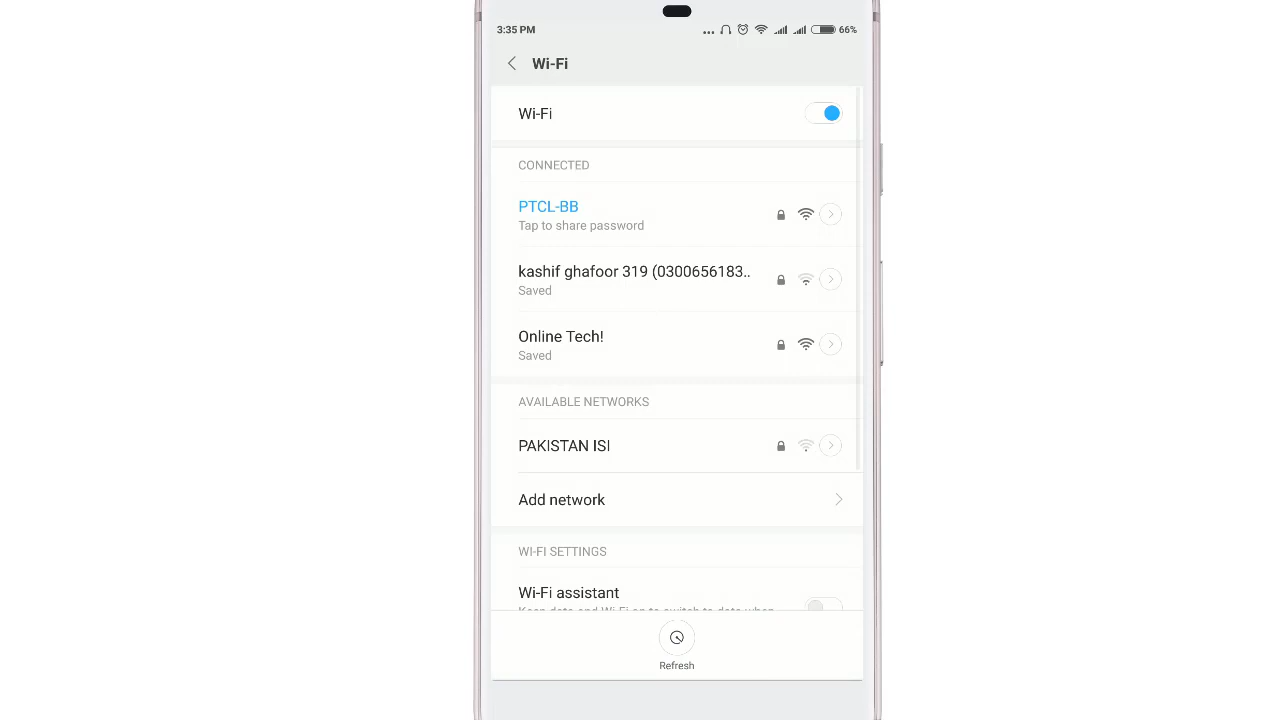 3:35 PM
... 66%
Wi-Fi
Wi-Fi
CONNECTED
PTCL-BB
Tap to share password
kashif ghafoor 319 (0300656183..
Saved
Online Tech!
Saved
AVAILABLE NETWORKS
PAKISTAN ISI
Add network
WI-FI SETTINGS
Wi-Fi assistant
Keep data and Wi-Fi on to switch to data when
Refresh